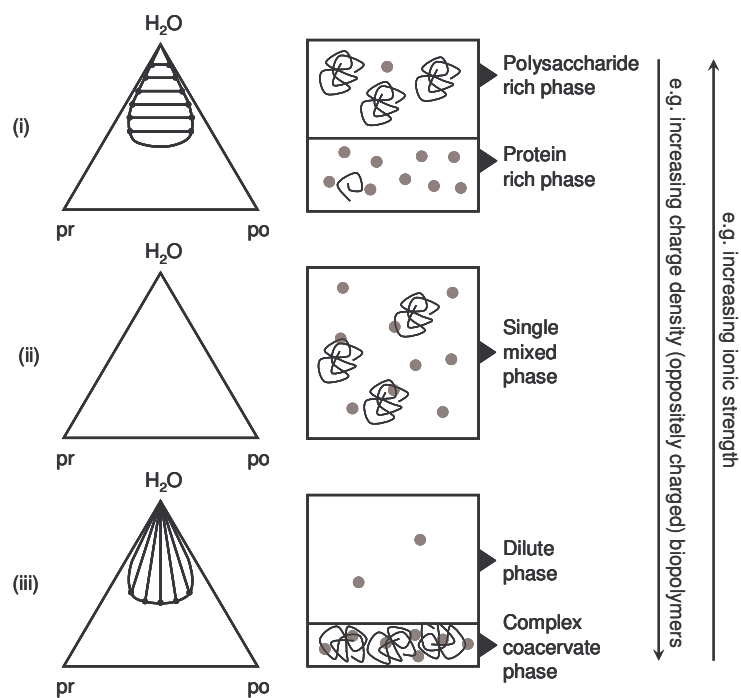 H₂O
(i)
pr
po
Polysaccharide
rich phase
Protein
rich phase
H₂O
(ii)
pr
po
Single
mixed
phase
H₂O
(iii)
pr
po
Dilute
phase
Complex
coacervate
phase
e.g. increasing charge density (oppositely charged) biopolymers
e.g. increasing ionic strength